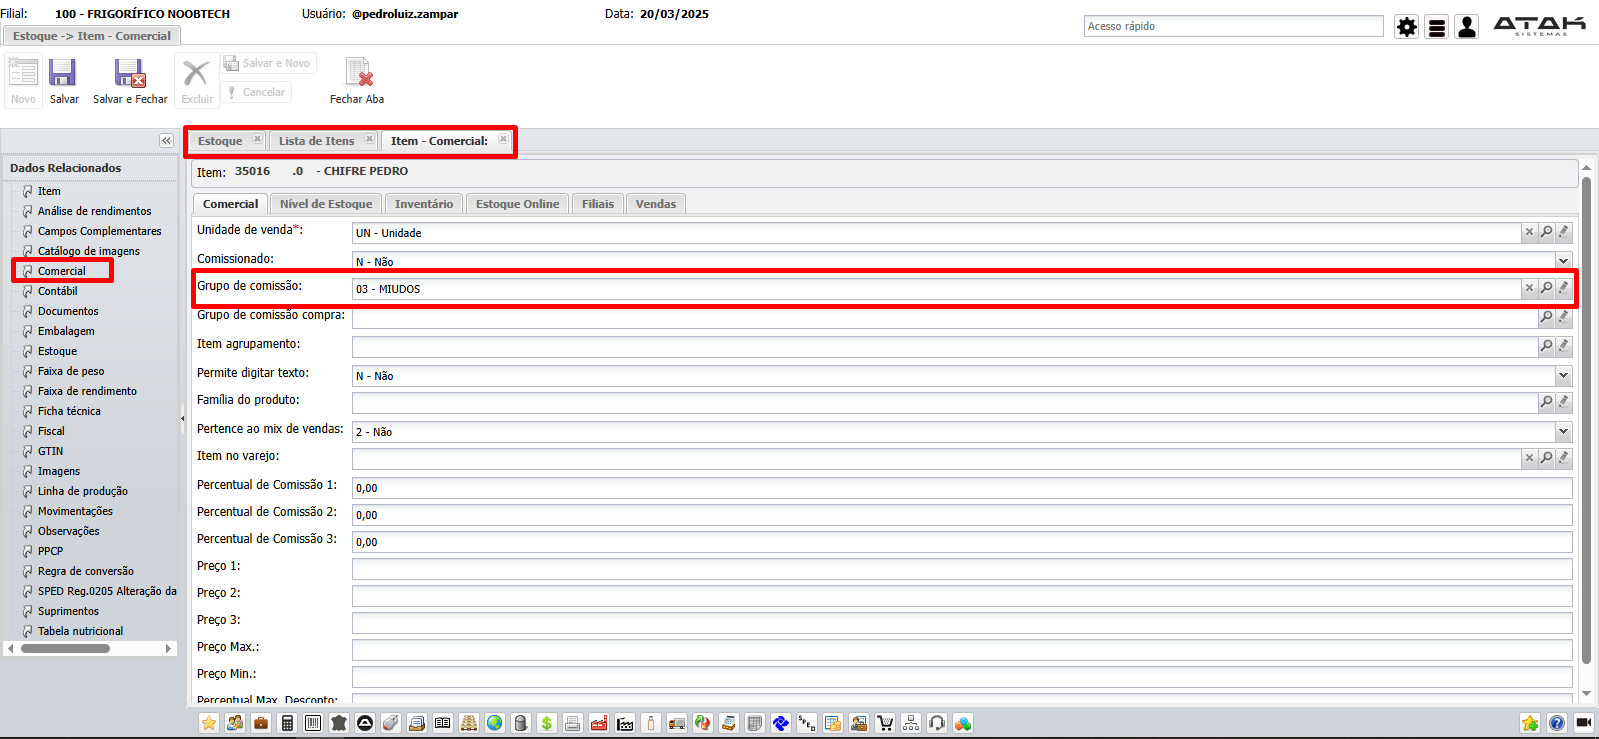 Filial: 100 - FRIGORÍFICO NOOBTECH Usuário: @pedroluiz.zampar Data: 20/03/2025
Acesso rápido
ATAK
SISTEMAS
Estoque -> Item - Comercial
Novo
Salvar
Salvar e Fechar
Excluir
Salvar e Novo
Cancelar
Fechar Aba
Dados Relacionados
Item
Análise de rendimentos
Campos Complementares
Catálogo de imagens
Comercial
Contábil
Documentos
Embalagem
Estoque
Faixa de peso
Faixa de rendimento
Ficha técnica
Fiscal
GTIN
Imagens
Linha de produção
Movimentações
Observações
PPCP
Regra de conversão
SPED Reg.0205 Alteração da
Suprimentos
Tabela nutricional
Estoque Lista de Itens Item - Comercial:
Item: 35016 .0 - CHIFRE PEDRO
Comercial Nível de Estoque Inventário Estoque Online Filiais Vendas
Unidade de venda*: UN - Unidade
Comissionado: N - Não
Grupo de comissão: 03 - MIUDOS
Grupo de comissão compra:
Item agrupamento:
Permite digitar texto: N - Não
Família do produto:
Pertence ao mix de vendas: 2 - Não
Item no varejo:
Percentual de Comissão 1: 0,00
Percentual de Comissão 2: 0,00
Percentual de Comissão 3: 0,00
Preço 1:
Preço 2:
Preço 3:
Preço Max.:
Preço Min.:
Percentual Max. Desconto:
SPED